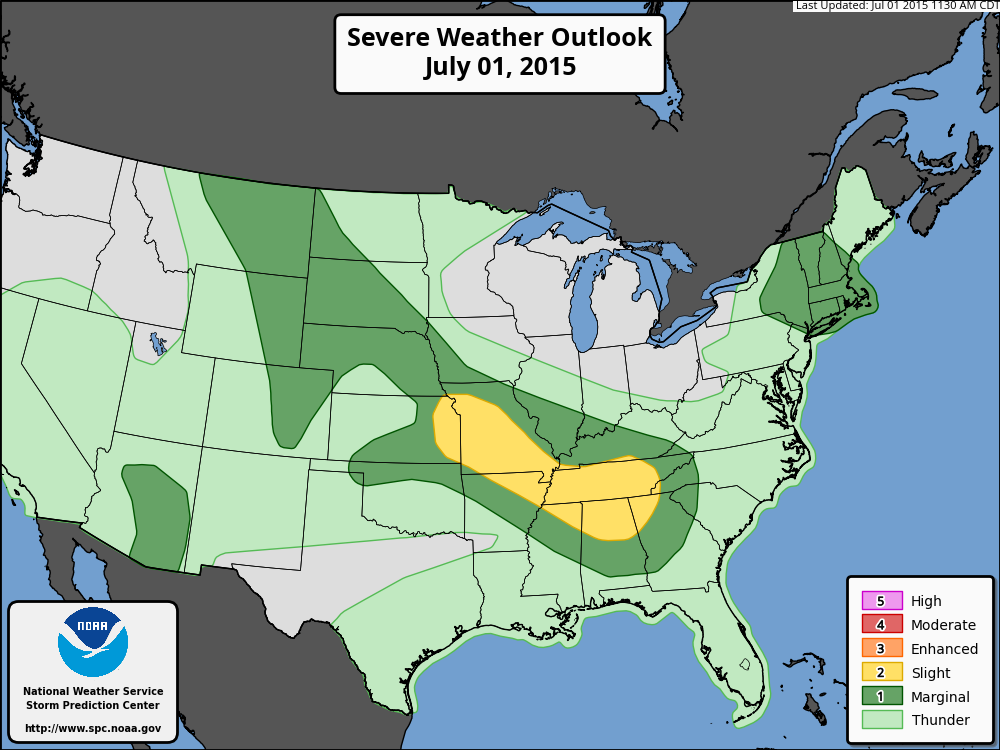 Last Updated: Jul 01 2015 1130 AM CDT
Severe Weather Outlook
July 01, 2015
NOAA
National Weather Service
Storm Prediction Center
http://www.spc.noaa.gov
5 High
4 Moderate
3 Enhanced
2 Slight
1 Marginal
Thunder